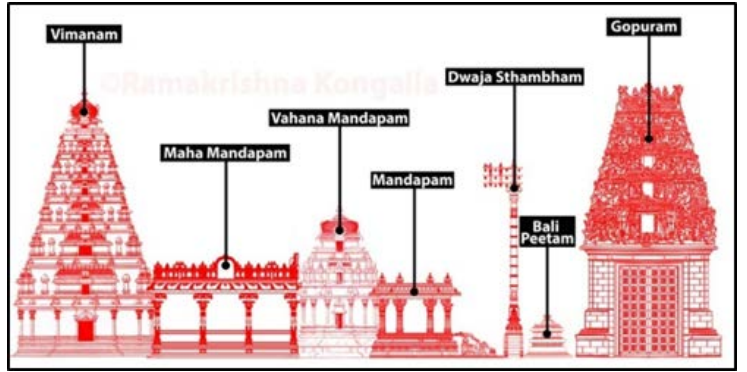 Vimanam
Gopuram
©Ramakrishna Kongalla
Dwaja Sthambham
Vahana Mandapam
Maha Mandapam
Mandapam
Bali
Peetam